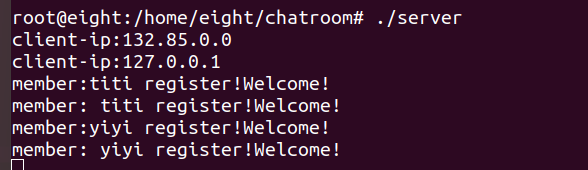 root@eight:/home/eight/chatroom# ./server
client-ip:132.85.0.0
client-ip:127.0.0.1
member:titi register!Welcome!
member: titi register!Welcome!
member:yiyi register!Welcome!
member: yiyi register!Welcome!